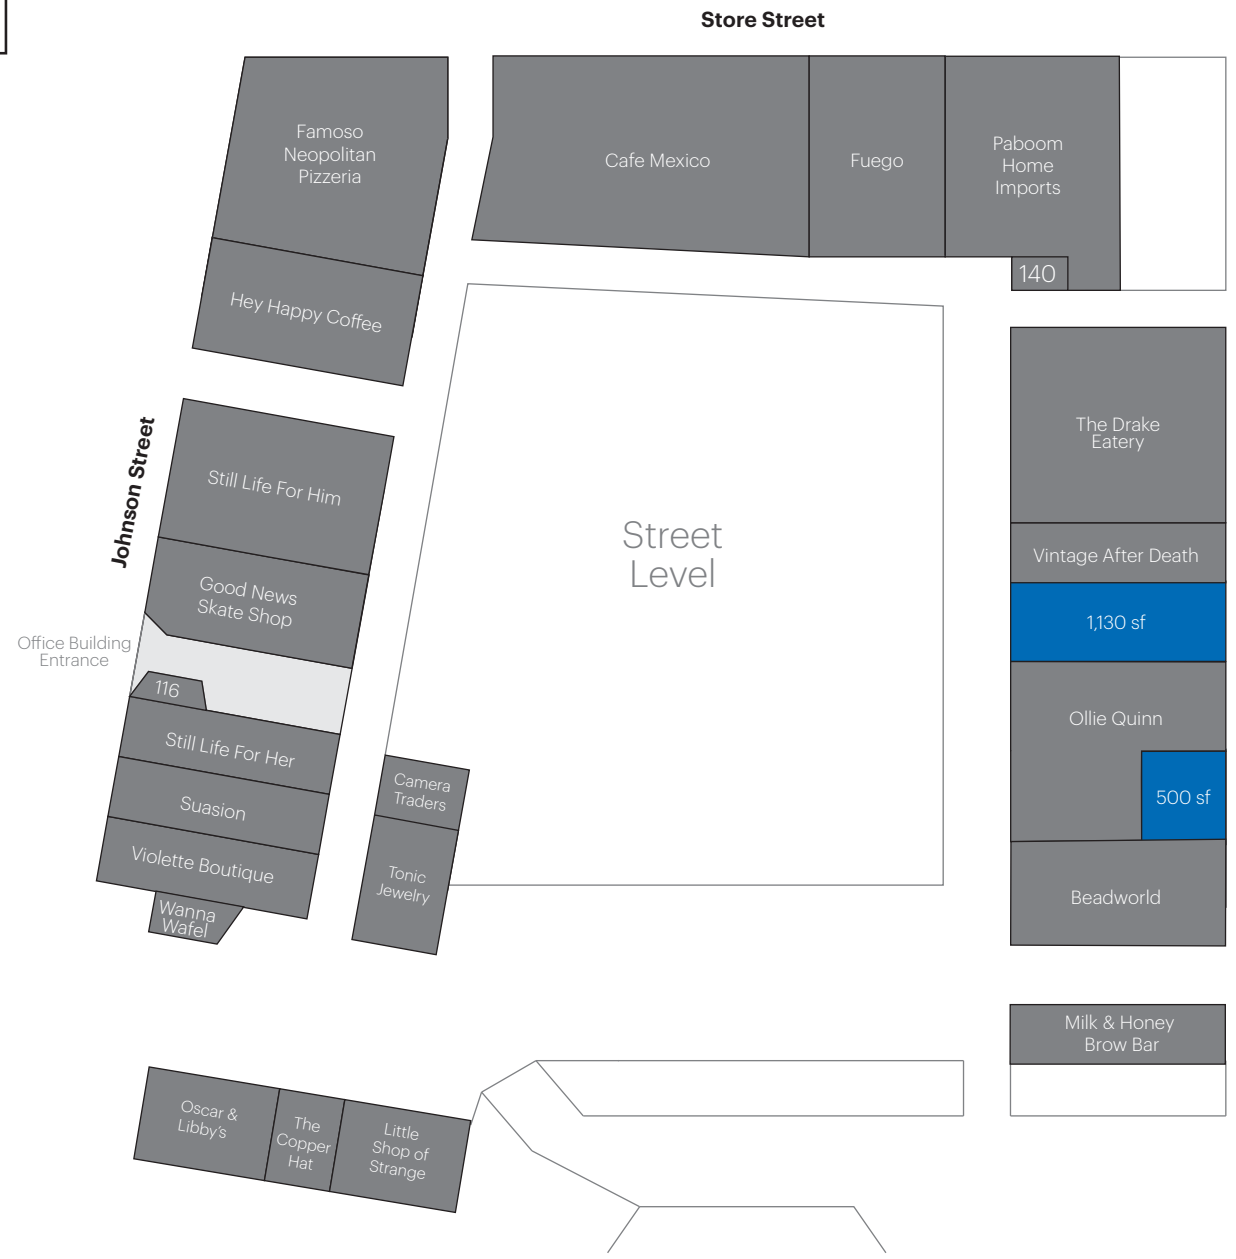 Store Street
Famoso
Neopolitan
Pizzeria
Cafe Mexico
Fuego
Paboom
Home
Imports
140
Hey Happy Coffee
Johnson Street
Still Life For Him
The Drake
Eatery
Street
Level
Vintage After Death
Good News
Skate Shop
1,130 sf
Office Building
Entrance
116
Ollie Quinn
Still Life For Her
Camera
Traders
500 sf
Suasion
Violette Boutique
Tonic
Jewelry
Beadworld
Wanna
Wafel
Milk & Honey
Brow Bar
Oscar &
Libby's
The
Copper
Hat
Little
Shop of
Strange